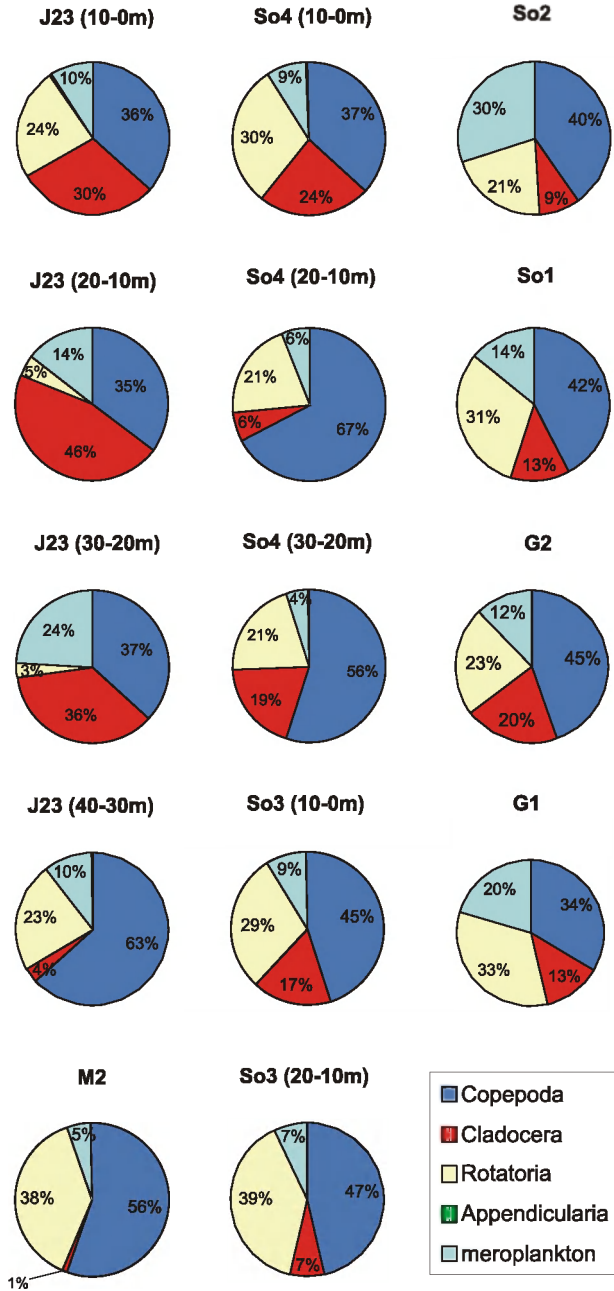 J23 (10-0m)
10%
36%
24%
30%
So4 (10-0m)
9%
37%
30%
24%
So2
30%
40%
21%
9%
J23 (20-10m)
14%
5%
35%
46%
So4 (20-10m)
6%
21%
6%
67%
So1
14%
42%
31%
13%
J23 (30-20m)
24%
37%
3%
36%
So4 (30-20m)
4%
21%
56%
19%
G2
12%
45%
23%
20%
J23 (40-30m)
10%
23%
63%
4%
So3 (10-0m)
9%
45%
29%
17%
G1
20%
34%
33%
13%
M2
5%
38%
56%
1%
So3 (20-10m)
7%
39%
47%
7%
Copepoda
Cladocera
Rotatoria
Appendicularia
meroplankton